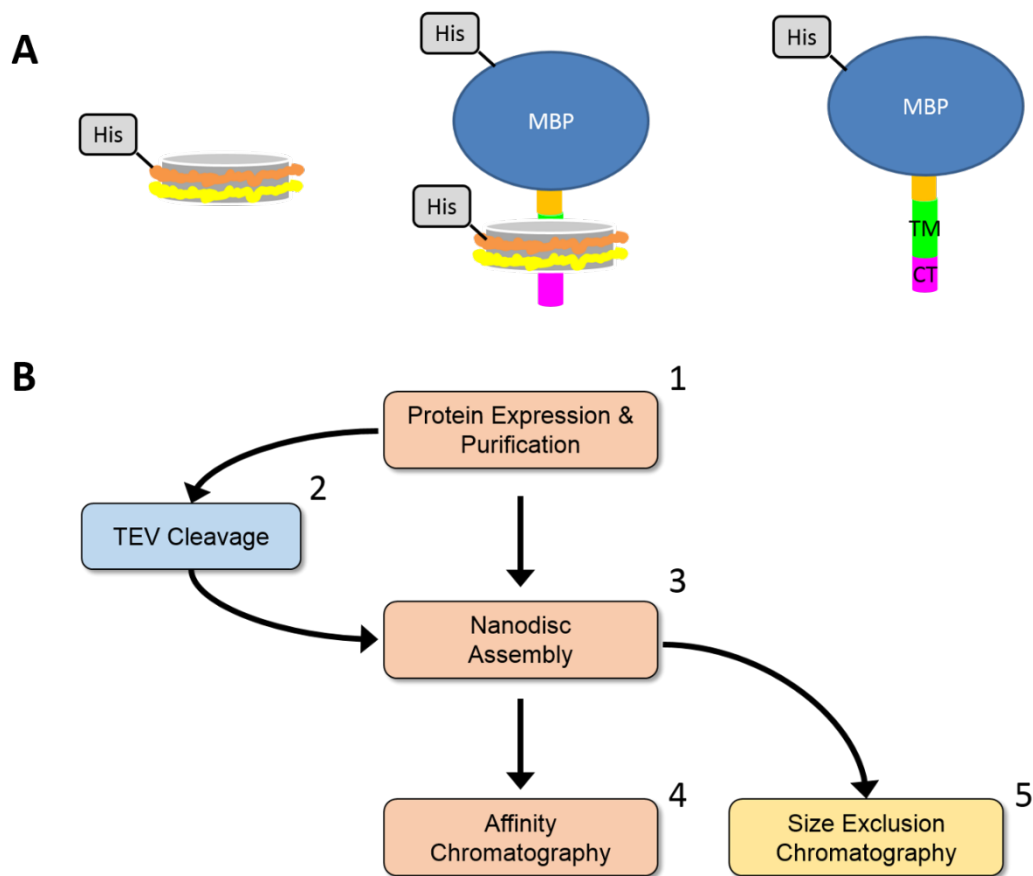 A
His
His
MBP
His
His
MBP
TM
CT
B
1
Protein Expression &
Purification
2
TEV Cleavage
3
Nanodisc
Assembly
4
Affinity
Chromatography
5
Size Exclusion
Chromatography